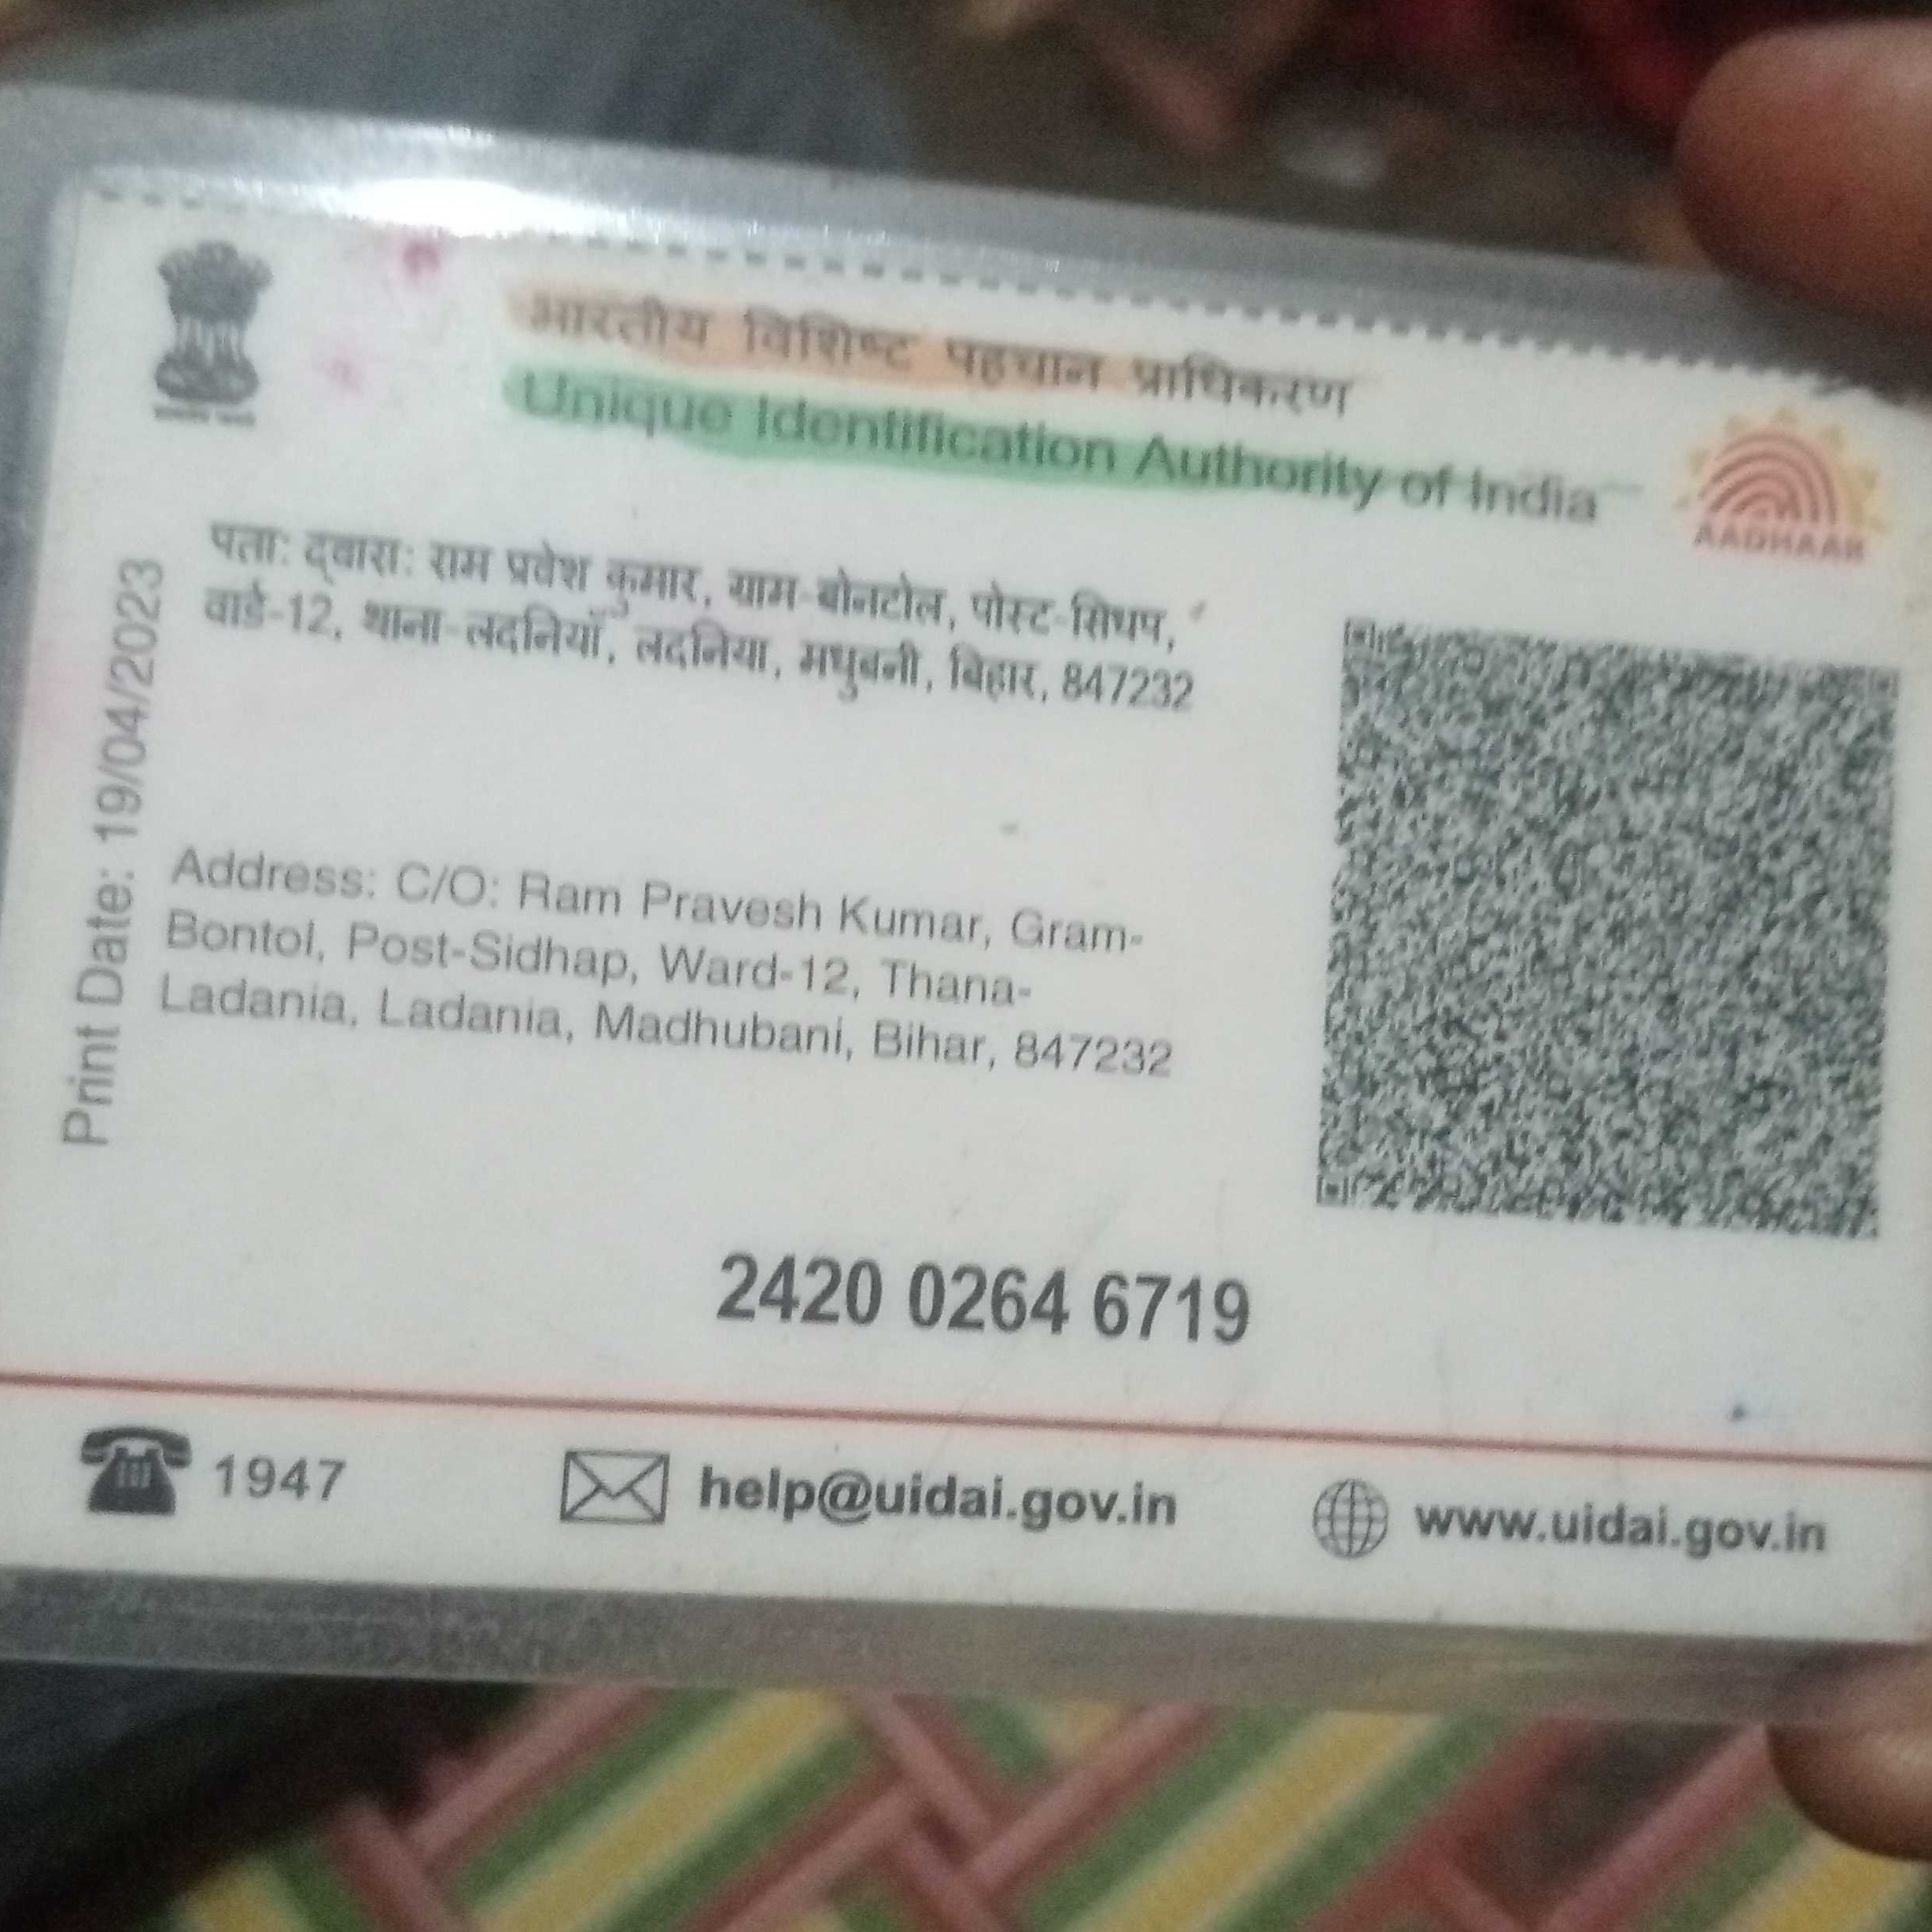 भारतीय विशिष्ट पहचान प्राधिकरण
Unique Identification Authority of India
AADHAAR
पता: द्वारा: राम प्रवेश कुमार, ग्राम-बोनटोल, पोस्ट-सिधप,
वार्ड-12, थाना-लदनियाँ, लदनिया, मधुबनी, बिहार, 847232
Print Date: 19/04/2023
Address: C/O: Ram Pravesh Kumar, Gram-
Bontol, Post-Sidhap, Ward-12, Thana-
Ladania, Ladania, Madhubani, Bihar, 847232
2420 0264 6719
1947
help@uidai.gov.in
www.uidai.gov.in